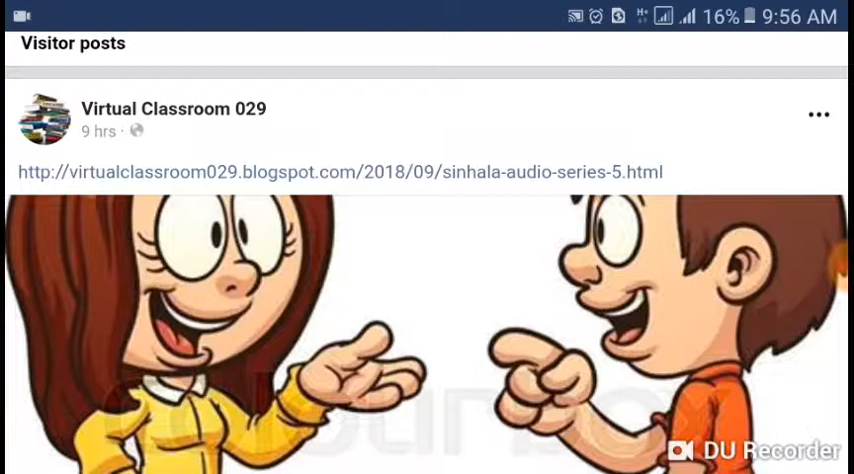 H+ 16% 9:56 AM
Visitor posts
Virtual Classroom 029
9 hrs ·
http://virtualclassroom029.blogspot.com/2018/09/sinhala-audio-series-5.html
colourbox
DU Recorder